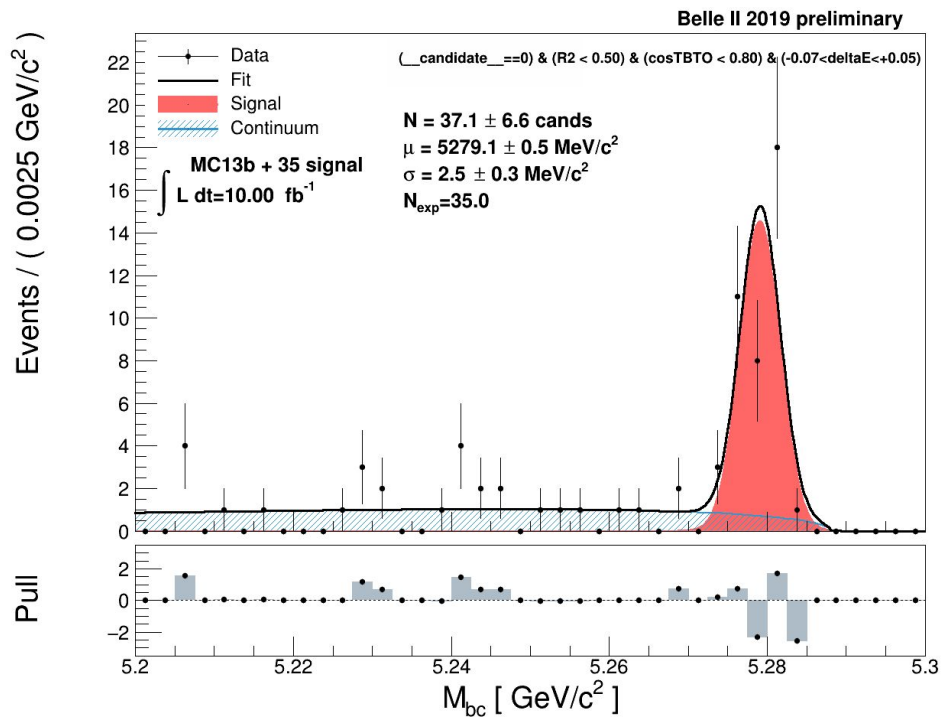 Belle II 2019 preliminary
Events / ( 0.0025 GeV/c² )
22
20
18
16
14
12
10
8
6
4
2
0
Data
Fit
Signal
Continuum
∫ L dt=10.00 fb⁻¹
MC13b + 35 signal
(__candidate__==0) & (R2 < 0.50) & (cosTBTO < 0.80) & (-0.07<deltaE<+0.05)
N = 37.1 ± 6.6 cands
μ = 5279.1 ± 0.5 MeV/c²
σ = 2.5 ± 0.3 MeV/c²
N_exp=35.0
Pull
2
0
−2
5.2 5.22 5.24 5.26 5.28 5.3
M_bc [ GeV/c² ]